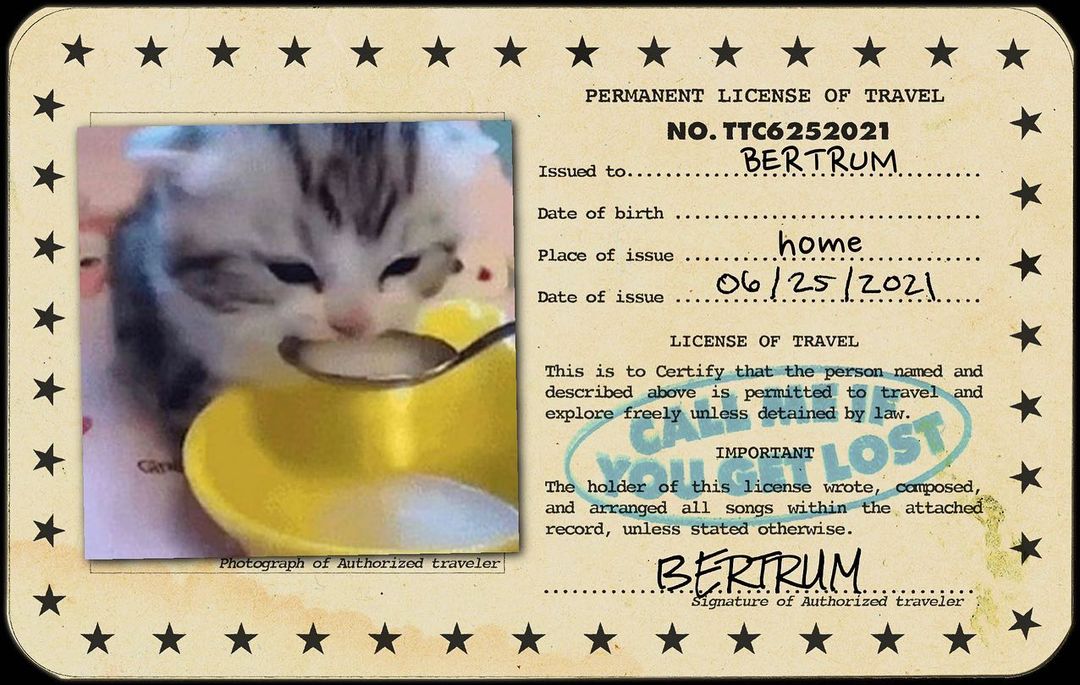 PERMANENT LICENSE OF TRAVEL
NO. TTC6252021
Issued to.......BERTRUM.......
Date of birth ..............................
Place of issue .......home.......
Date of issue .......06/25/2021.......
LICENSE OF TRAVEL
This is to Certify that the person named and
described above is permitted to travel and
explore freely unless detained by law.
CALL ME IF
YOU GET LOST
IMPORTANT
The holder of this license wrote, composed,
and arranged all songs within the attached
record, unless stated otherwise.
BERTRUM
Signature of Authorized traveler
Photograph of Authorized traveler